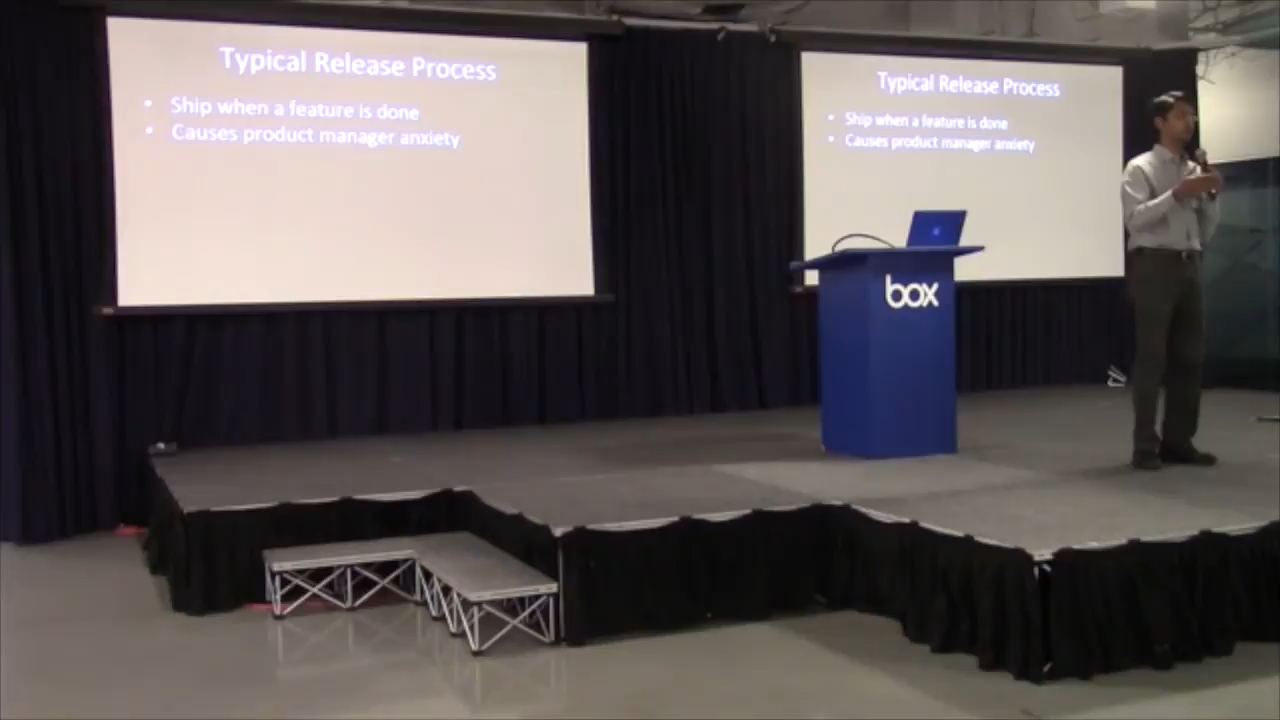 Typical Release Process
• Ship when a feature is done
• Causes product manager anxiety
Typical Release Process
• Ship when a feature is done
• Causes product manager anxiety
box